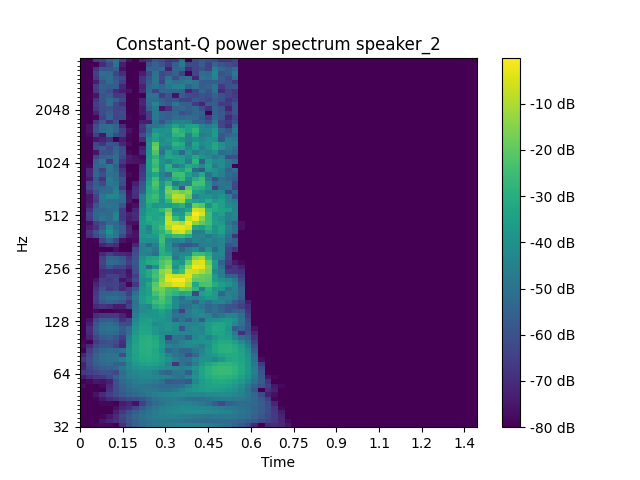 Constant-Q power spectrum speaker_2
2048
1024
512
256
128
64
32
Hz
0 0.15 0.3 0.45 0.6 0.75 0.9 1.1 1.2 1.4
Time
-10 dB
-20 dB
-30 dB
-40 dB
-50 dB
-60 dB
-70 dB
-80 dB